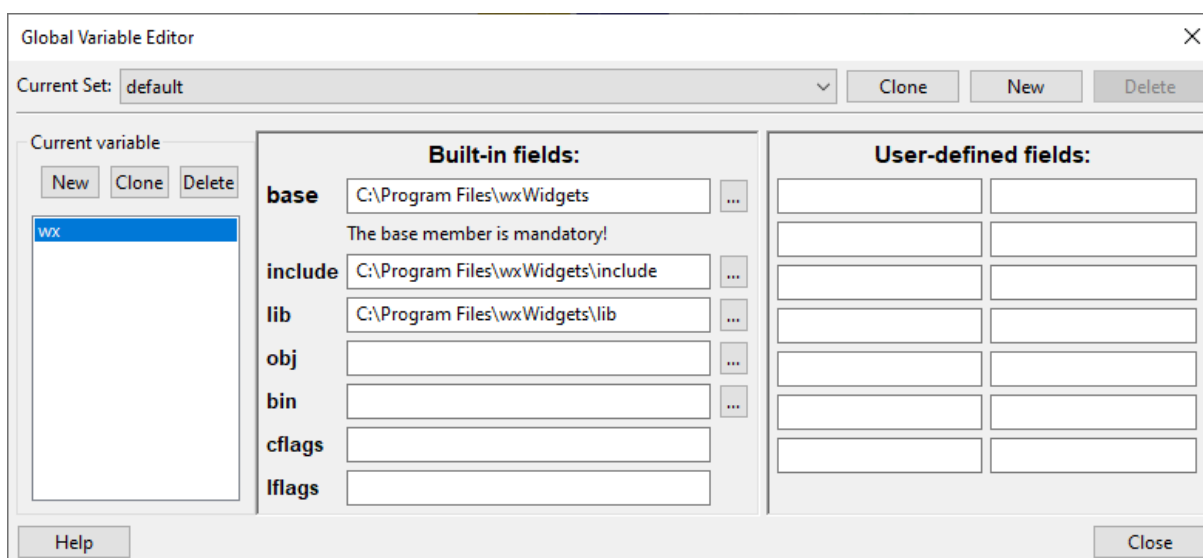 Global Variable Editor
Current Set: default Clone New Delete
Current variable
New Clone Delete
wx
Built-in fields:
base C:\Program Files\wxWidgets ...
The base member is mandatory!
include C:\Program Files\wxWidgets\include ...
lib C:\Program Files\wxWidgets\lib ...
obj ...
bin ...
cflags
lflags
User-defined fields:
Help Close